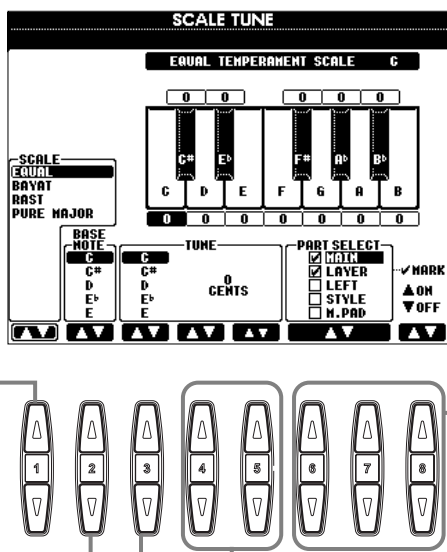 SCALE TUNE
EQUAL TEMPERAMENT SCALE C
0 0 0 0 0
C# E♭ F# A♭ B♭
C D E F G A B
0 0 0 0 0 0 0
SCALE
EQUAL
BAYAT
RAST
PURE MAJOR
BASE NOTE
C
C#
D
E♭
E
TUNE
C
C#
D
E♭
E
0
CENTS
PART SELECT
MAIN
LAYER
LEFT
STYLE
M.PAD
MARK
▲ON
▼OFF
1 2 3 4 5 6 7 8